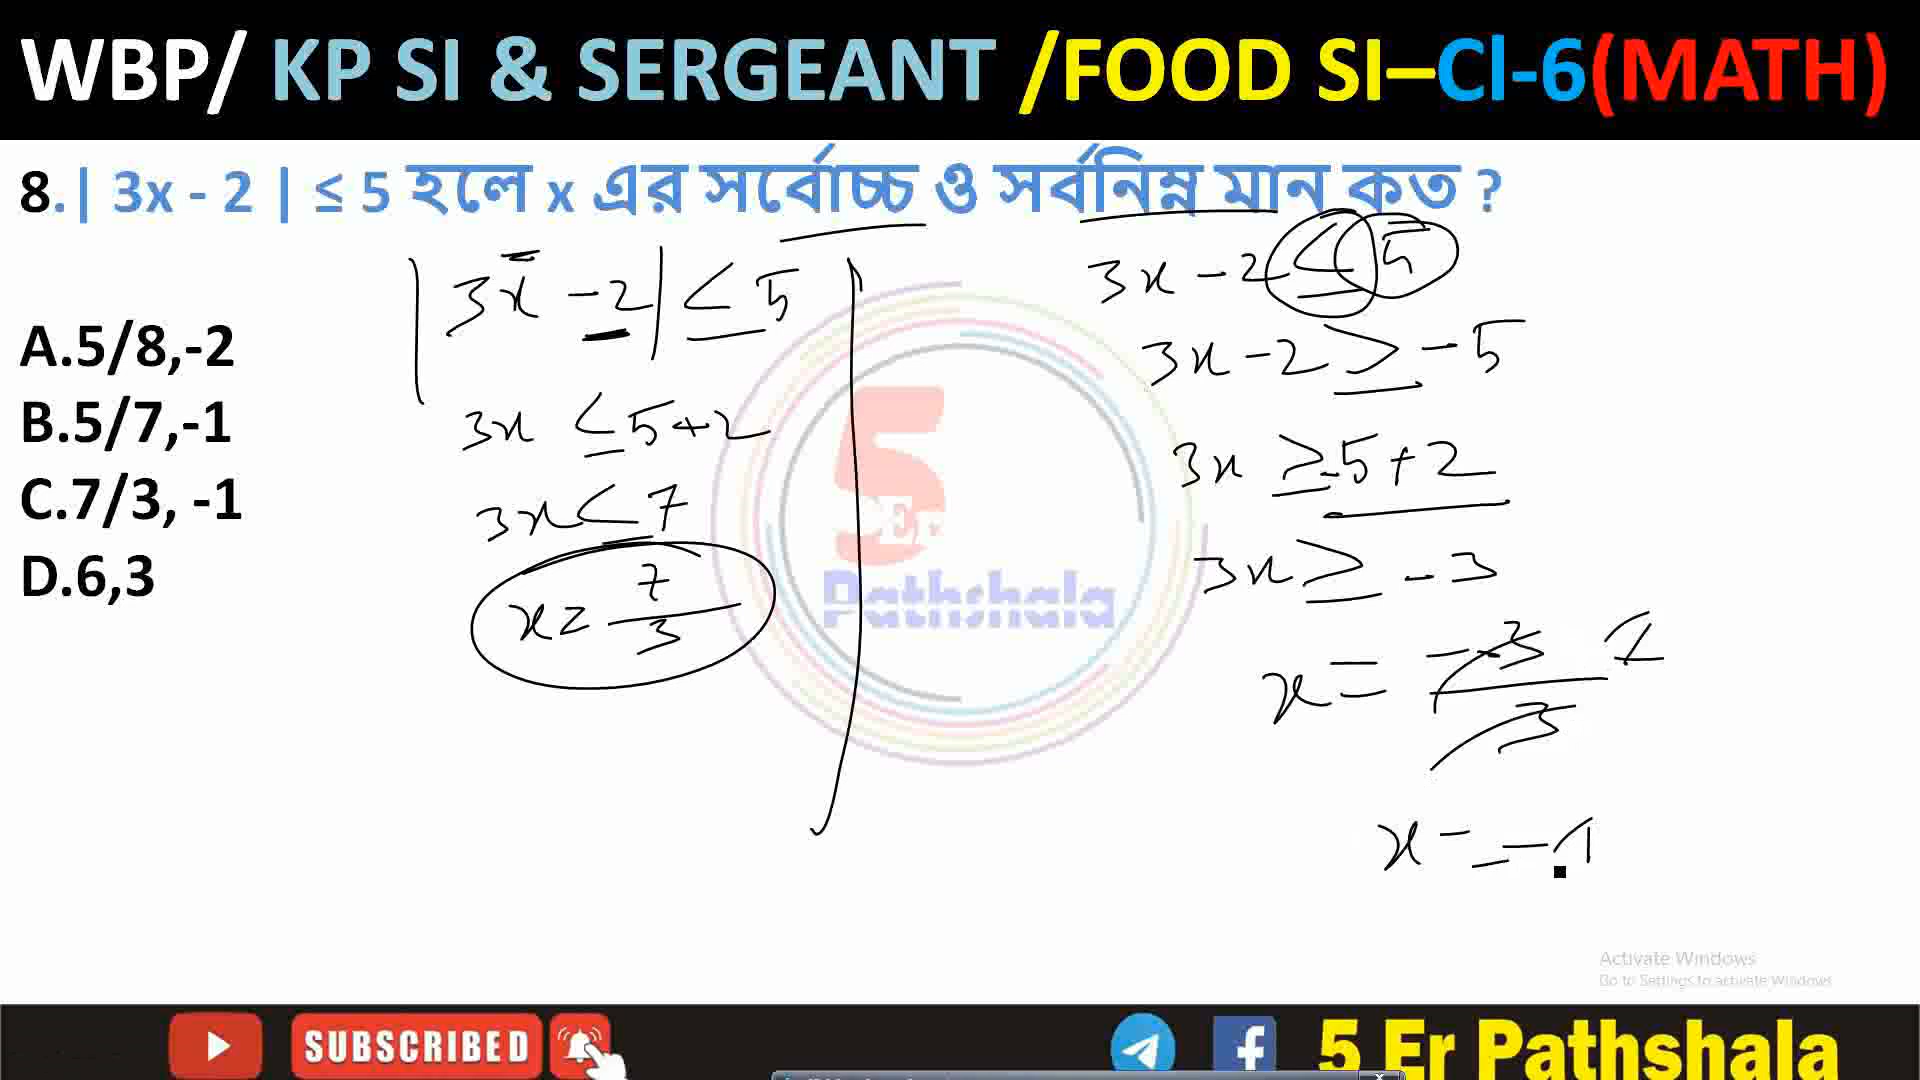 WBP/ KP SI & SERGEANT /FOOD SI–Cl-6(MATH)
8.| 3x - 2 | ≤ 5 হলে x এর সর্বোচ্চ ও সর্বনিম্ন মান কত ?
A.5/8,-2
B.5/7,-1
C.7/3, -1
D.6,3
|3x - 2| ≤ 5
3x ≤ 5+2
3x ≤ 7
x = 7/3
3x - 2 ≤ 5
3x - 2 ≥ -5
3x ≥ -5+2
3x ≥ -3
x = -3/3 1
x = -1
5 Er
Pathshala
Activate Windows
Go to Settings to activate Windows
SUBSCRIBED
5 Er Pathshala